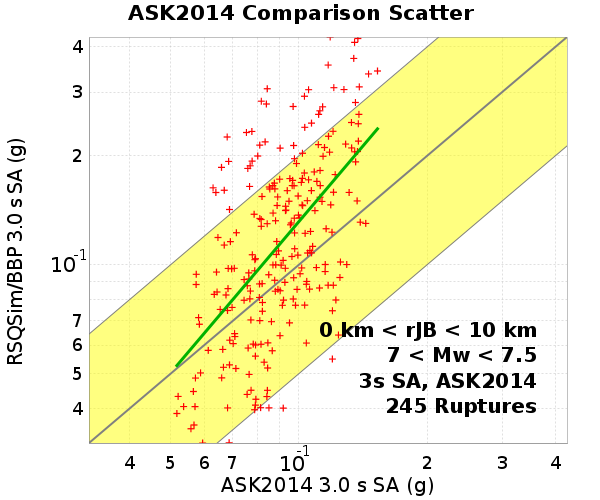 ASK2014 Comparison Scatter
4
3
2
10⁻¹
7
6
5
4
RSQSim/BBP 3.0 s SA (g)
0 km < rJB < 10 km
7 < Mw < 7.5
3s SA, ASK2014
245 Ruptures
4 5 6 7 10⁻¹ 2 3 4
ASK2014 3.0 s SA (g)